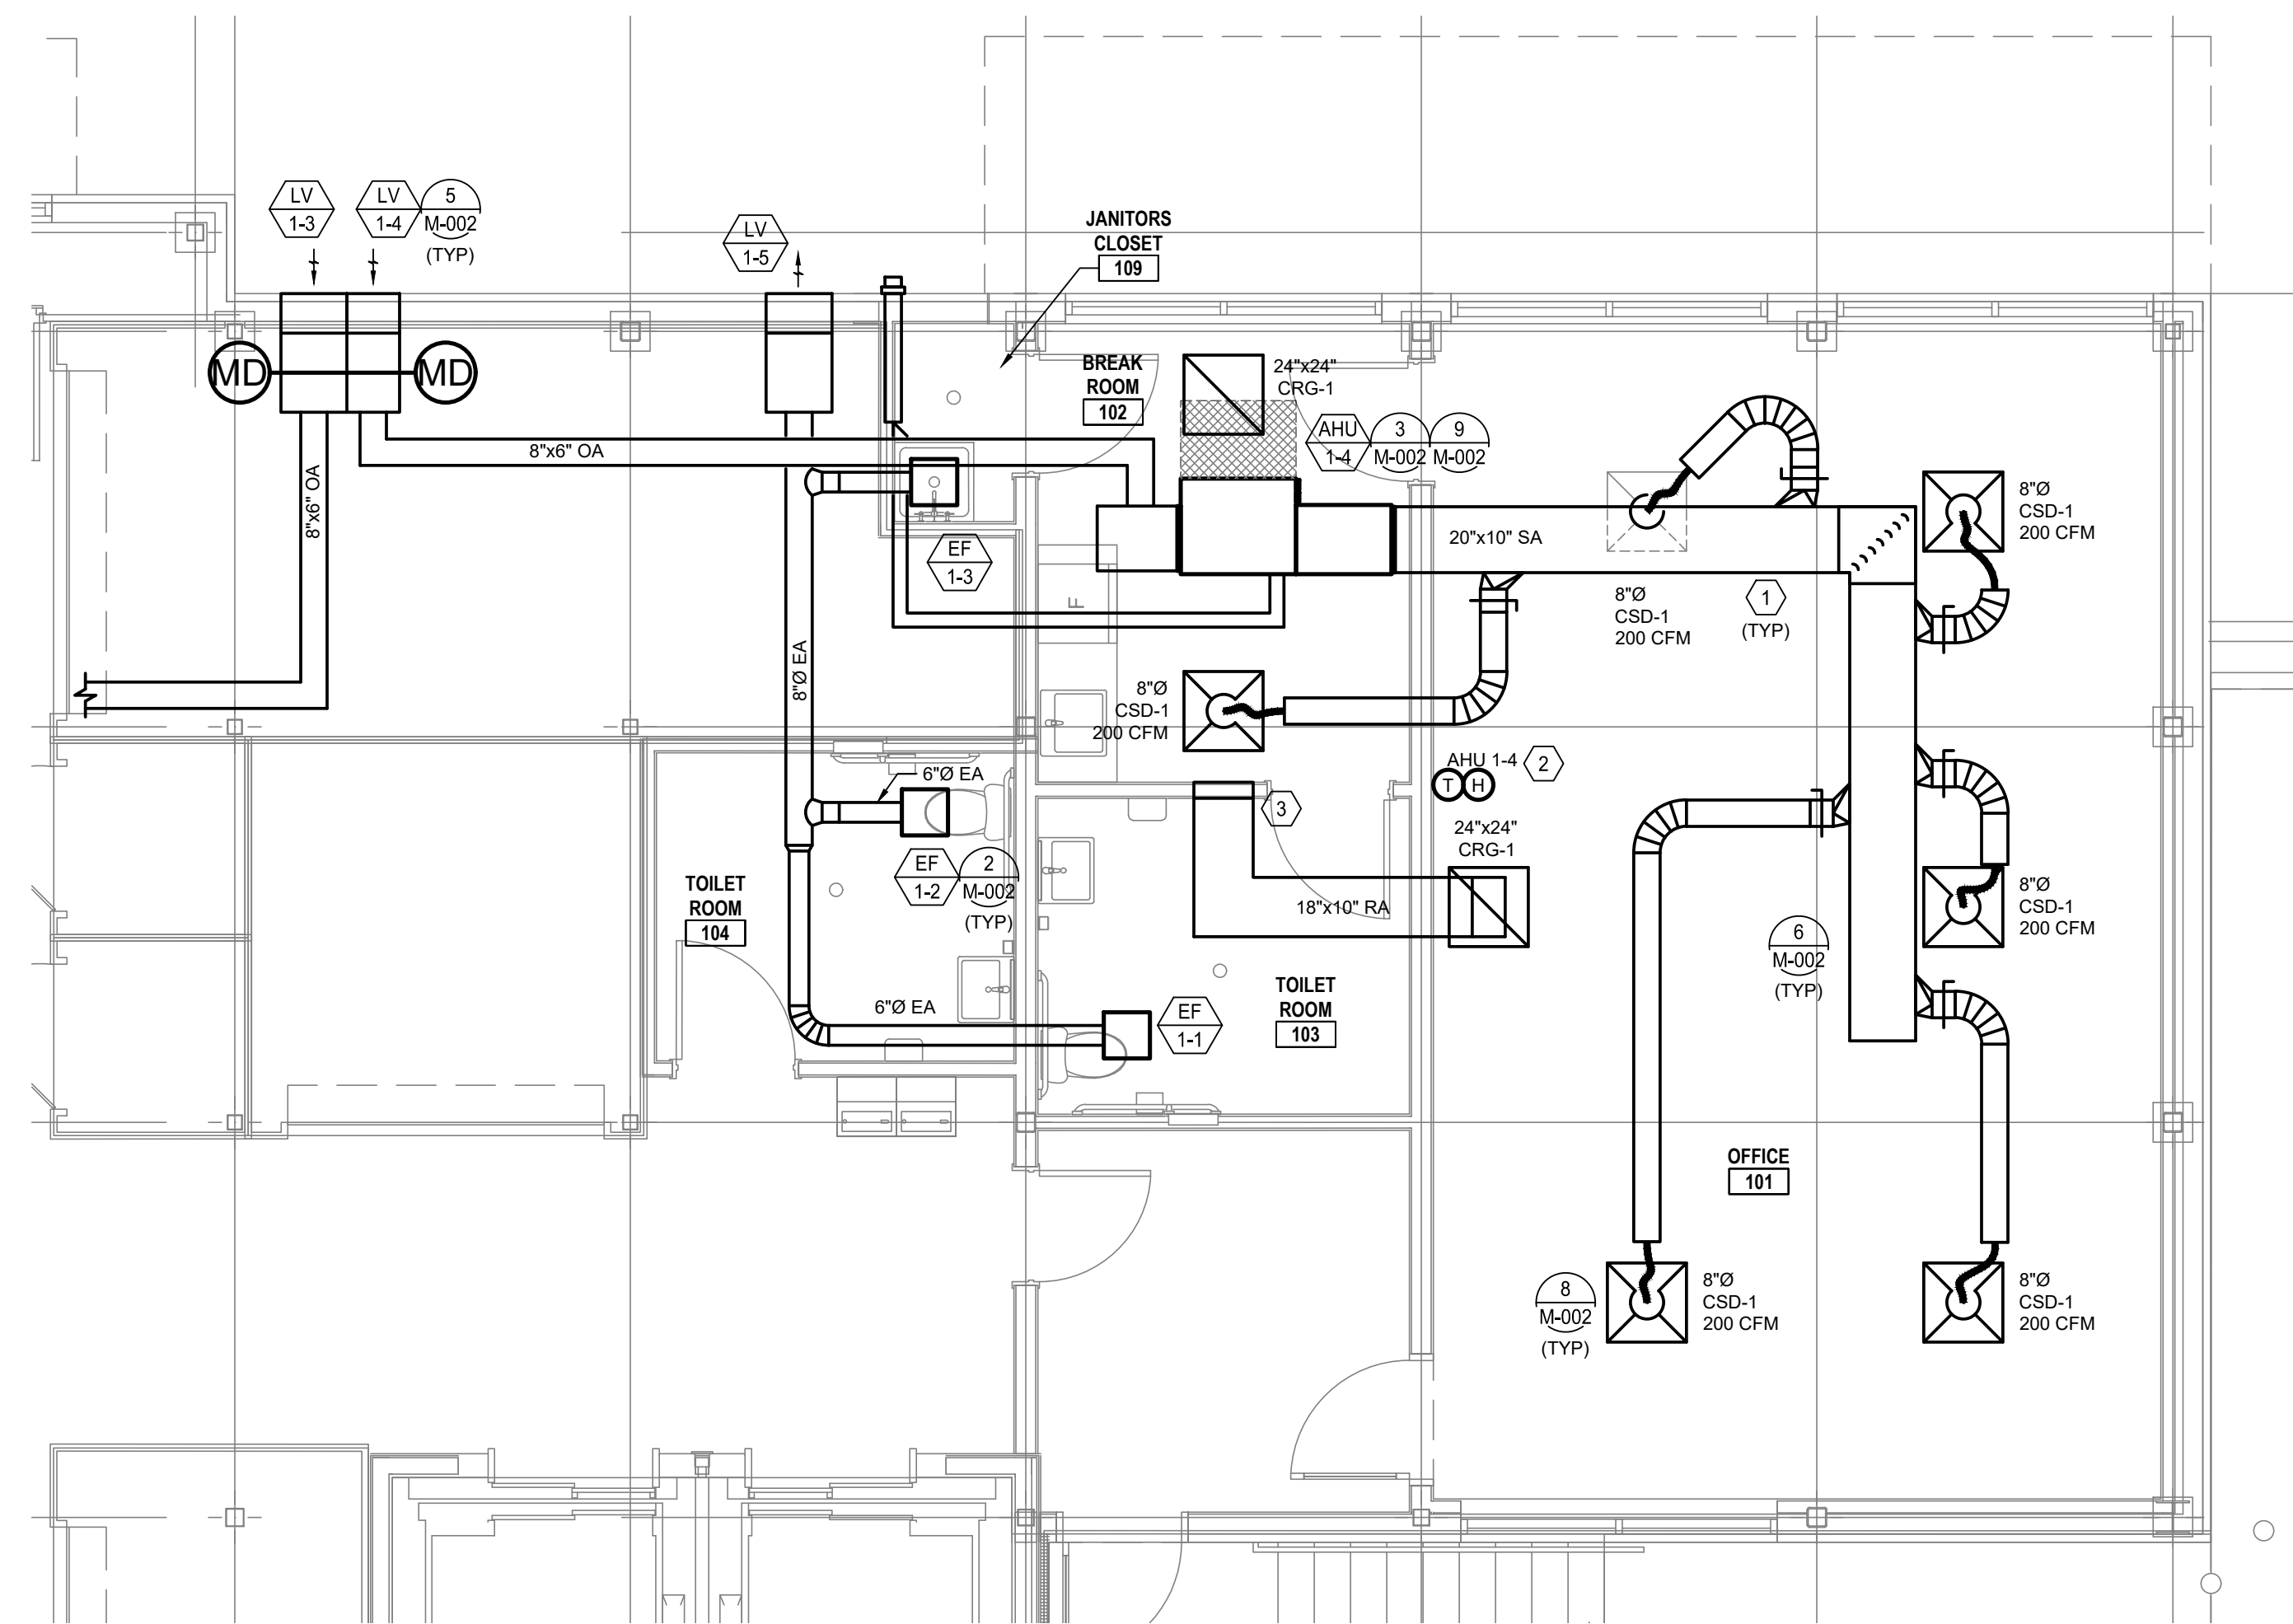 LV
1-3
LV
1-4
5
M-002
(TYP)
LV
1-5
JANITORS
CLOSET
109
MD
MD
BREAK
ROOM
102
24"x24"
CRG-1
AHU
1-4
3
M-002
9
M-002
8"x6" OA
8"x6" OA
8"Ø
CSD-1
200 CFM
20"x10" SA
EF
1-3
F
8"Ø
CSD-1
200 CFM
1
(TYP)
8"Ø EA
8"Ø
CSD-1
200 CFM
AHU 1-4
2
T
H
6"Ø EA
3
24"x24"
CRG-1
EF
1-2
2
M-002
(TYP)
TOILET
ROOM
104
18"x10" RA
8"Ø
CSD-1
200 CFM
6
M-002
(TYP)
6"Ø EA
EF
1-1
TOILET
ROOM
103
OFFICE
101
8
M-002
(TYP)
8"Ø
CSD-1
200 CFM
8"Ø
CSD-1
200 CFM